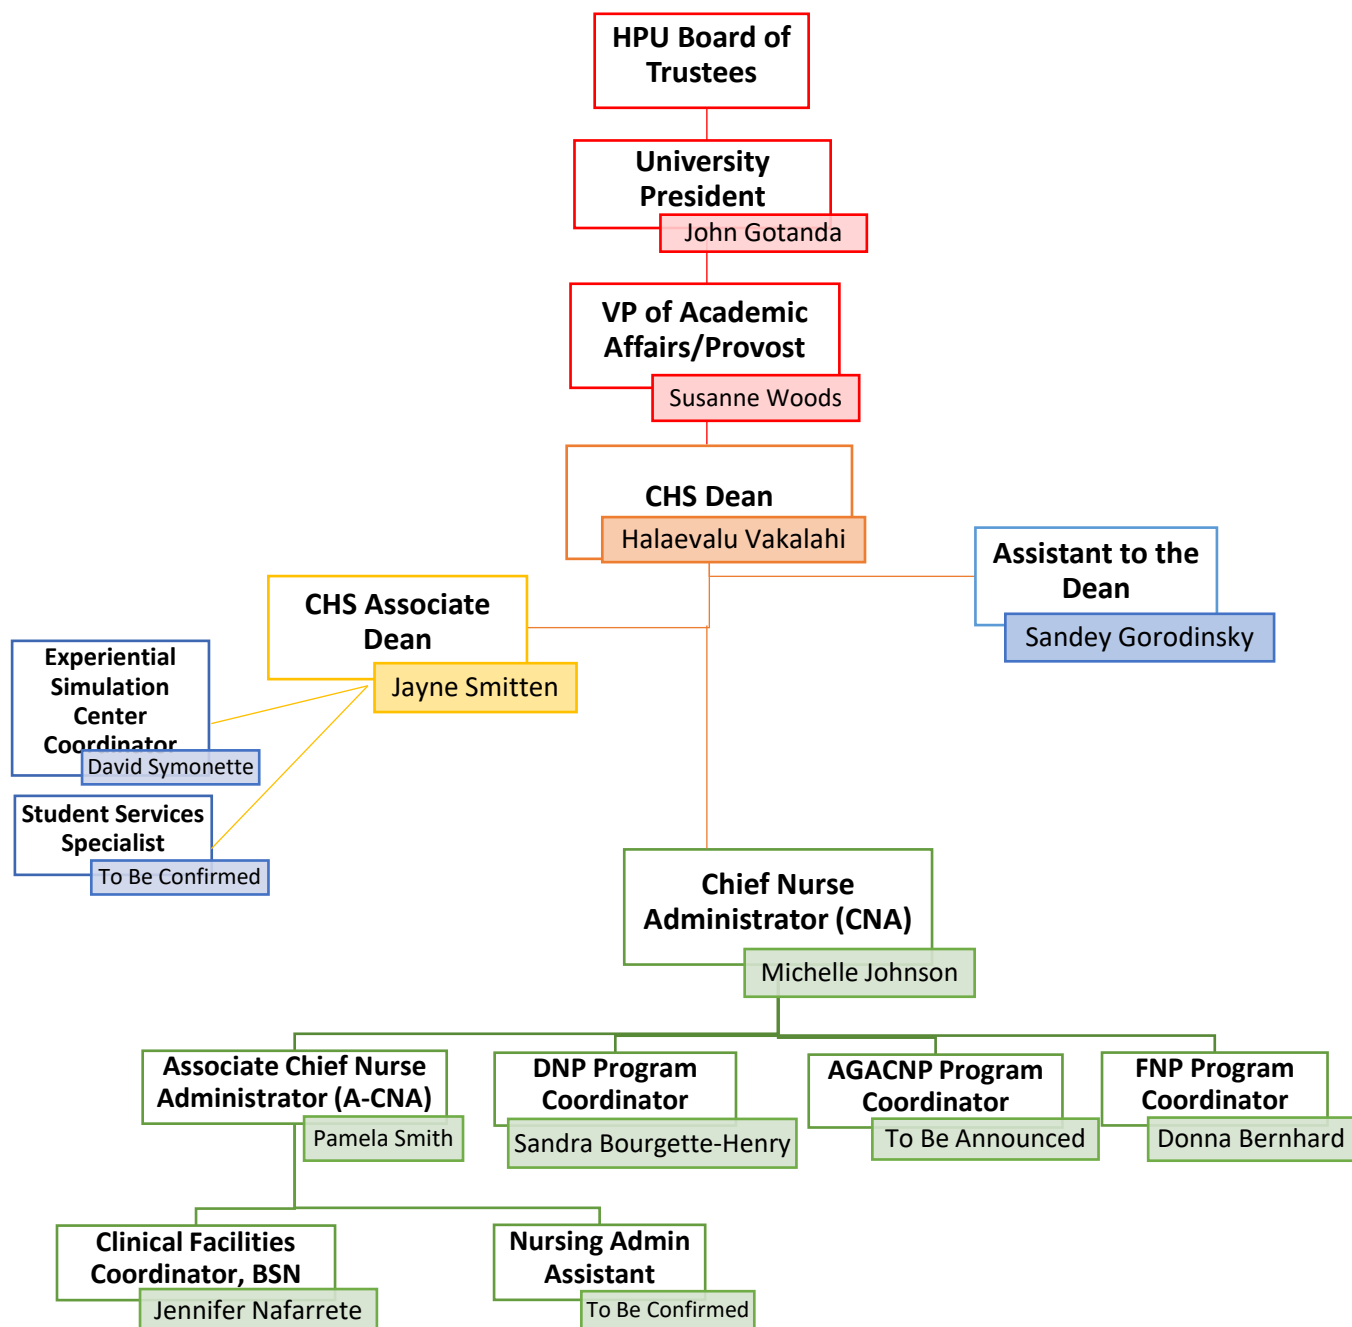 HPU Board of
Trustees
University
President
John Gotanda
VP of Academic
Affairs/Provost
Susanne Woods
CHS Dean
Halaevalu Vakalahi
Assistant to the
Dean
Sandey Gorodinsky
CHS Associate
Dean
Jayne Smitten
Experiential
Simulation
Center
Coordinator
David Symonette
Student Services
Specialist
To Be Confirmed
Chief Nurse
Administrator (CNA)
Michelle Johnson
Associate Chief Nurse
Administrator (A-CNA)
Pamela Smith
DNP Program
Coordinator
Sandra Bourgette-Henry
AGACNP Program
Coordinator
To Be Announced
FNP Program
Coordinator
Donna Bernhard
Clinical Facilities
Coordinator, BSN
Jennifer Nafarrete
Nursing Admin
Assistant
To Be Confirmed